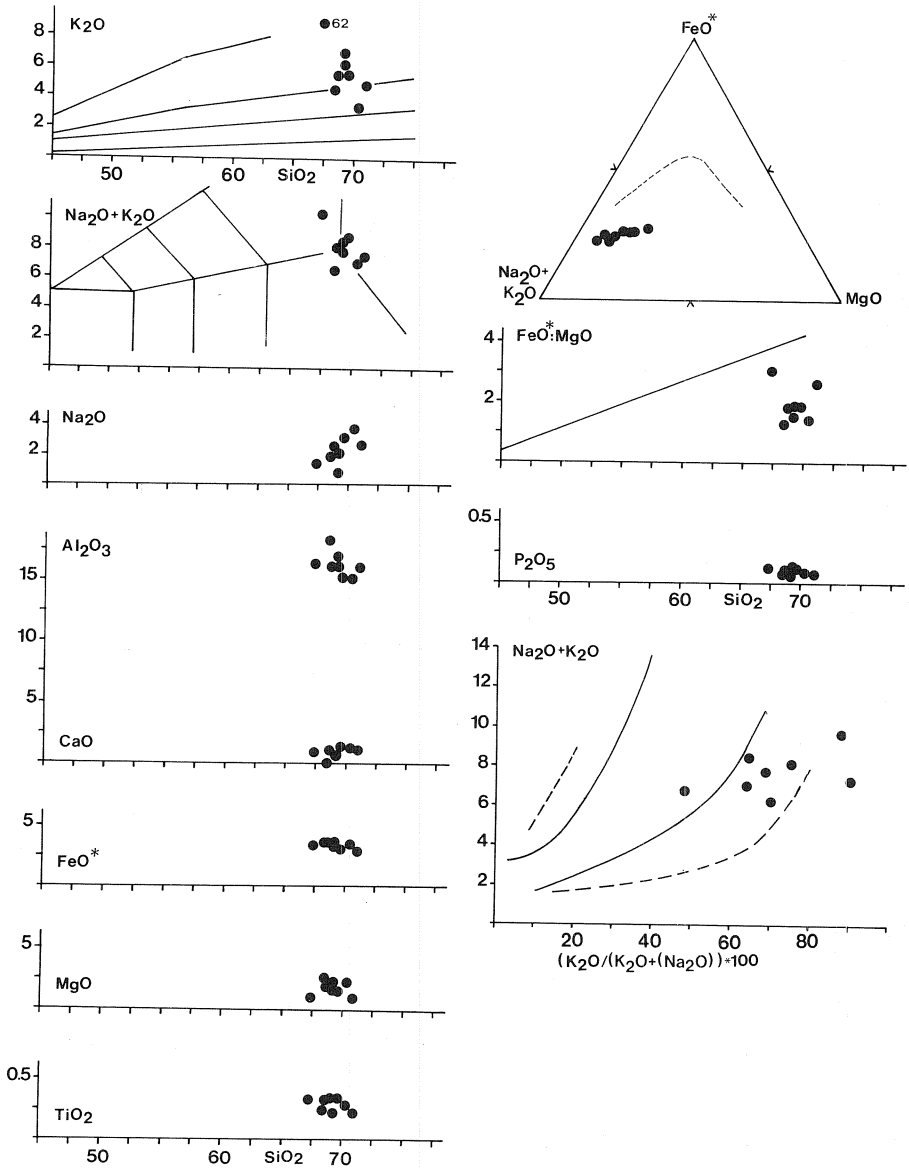 K2O
62
8
6
4
2
50
60
SiO2
70
Na2O+K2O
8
6
4
2
Na2O
4
2
Al2O3
15
10
5
CaO
5
FeO*
5
MgO
0.5
TiO2
50
60
SiO2
70
FeO*
Na2O+
K2O
MgO
4
FeO*:MgO
2
0.5
P2O5
50
60
SiO2
70
14
Na2O+K2O
12
10
8
6
4
2
20
40
60
80
(K2O/(K2O+(Na2O))*100